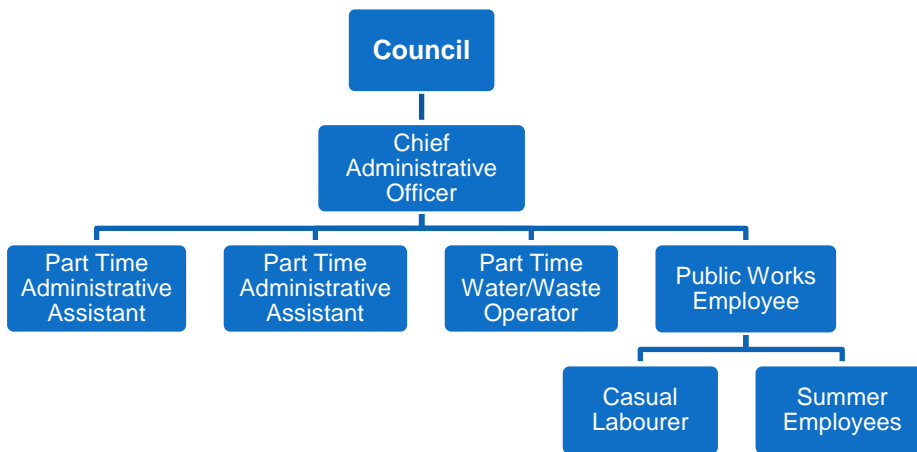 Council
Chief
Administrative
Officer
Part Time
Administrative
Assistant
Part Time
Administrative
Assistant
Part Time
Water/Waste
Operator
Public Works
Employee
Casual
Labourer
Summer
Employees